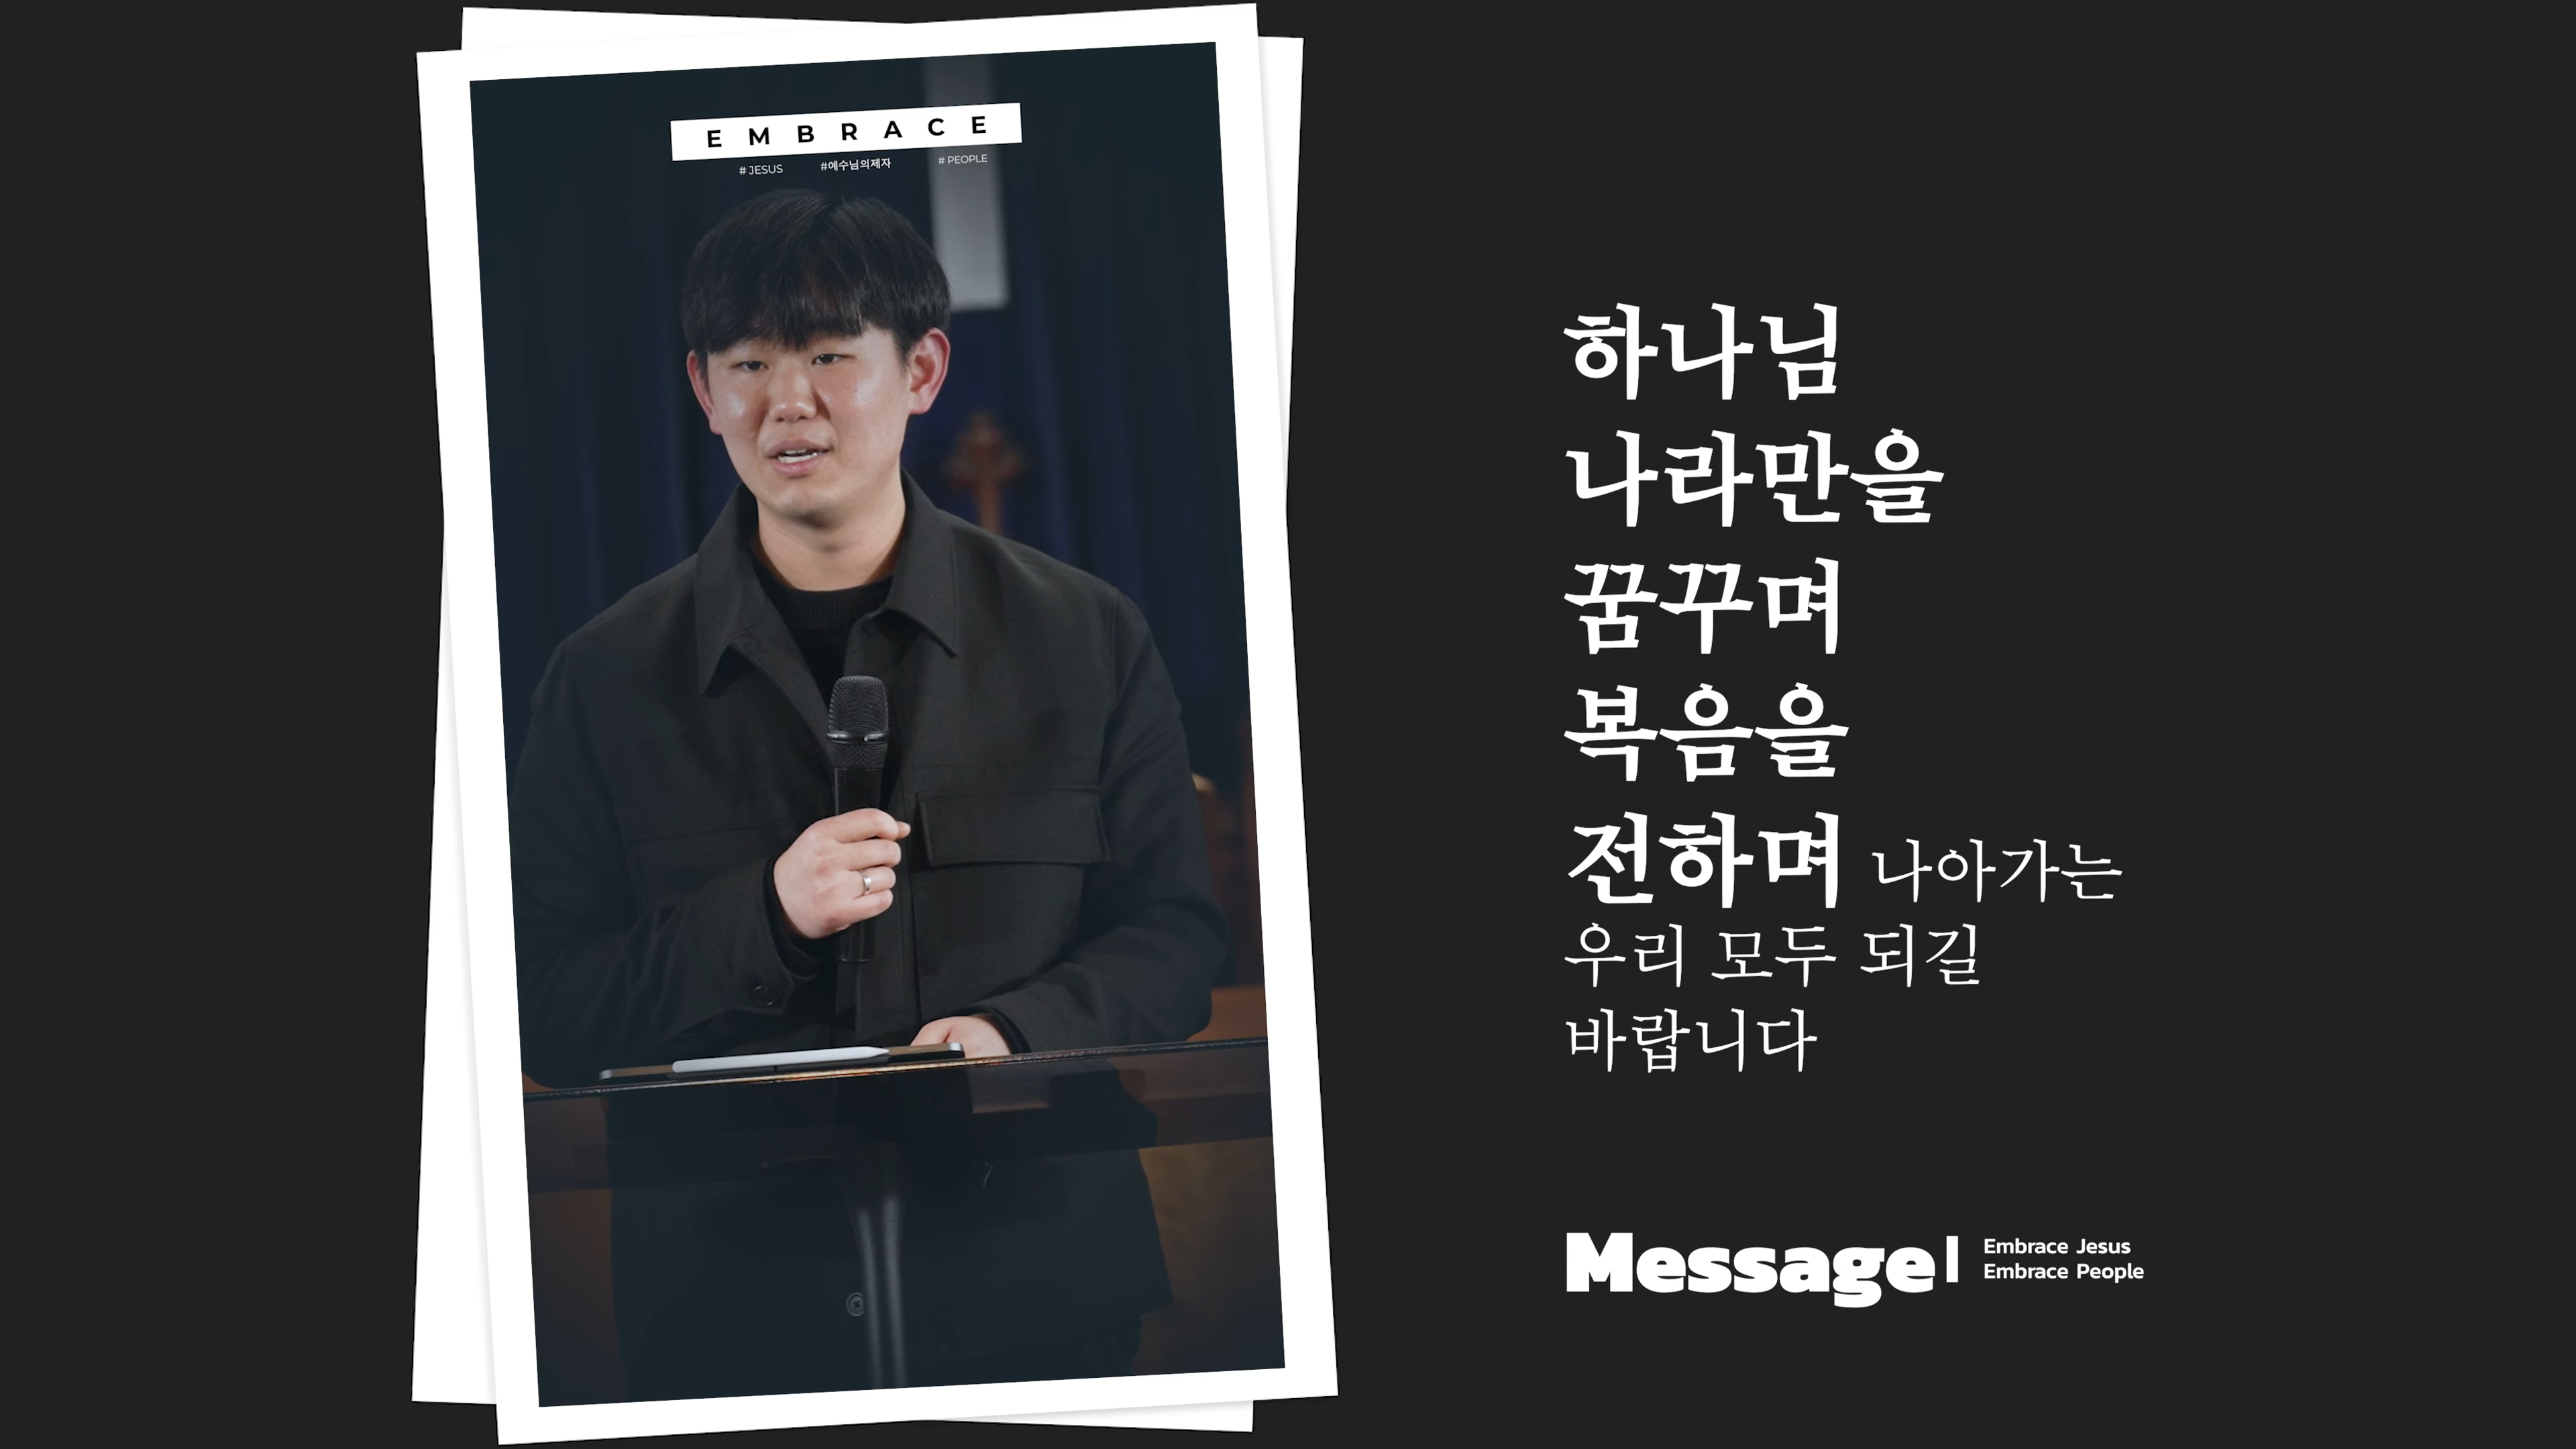 EMBRACE
# JESUS #예수님의제자 # PEOPLE
하나님
나라만을
꿈꾸며
복음을
전하며 나아가는
우리 모두 되길
바랍니다
Message| Embrace Jesus
Embrace People